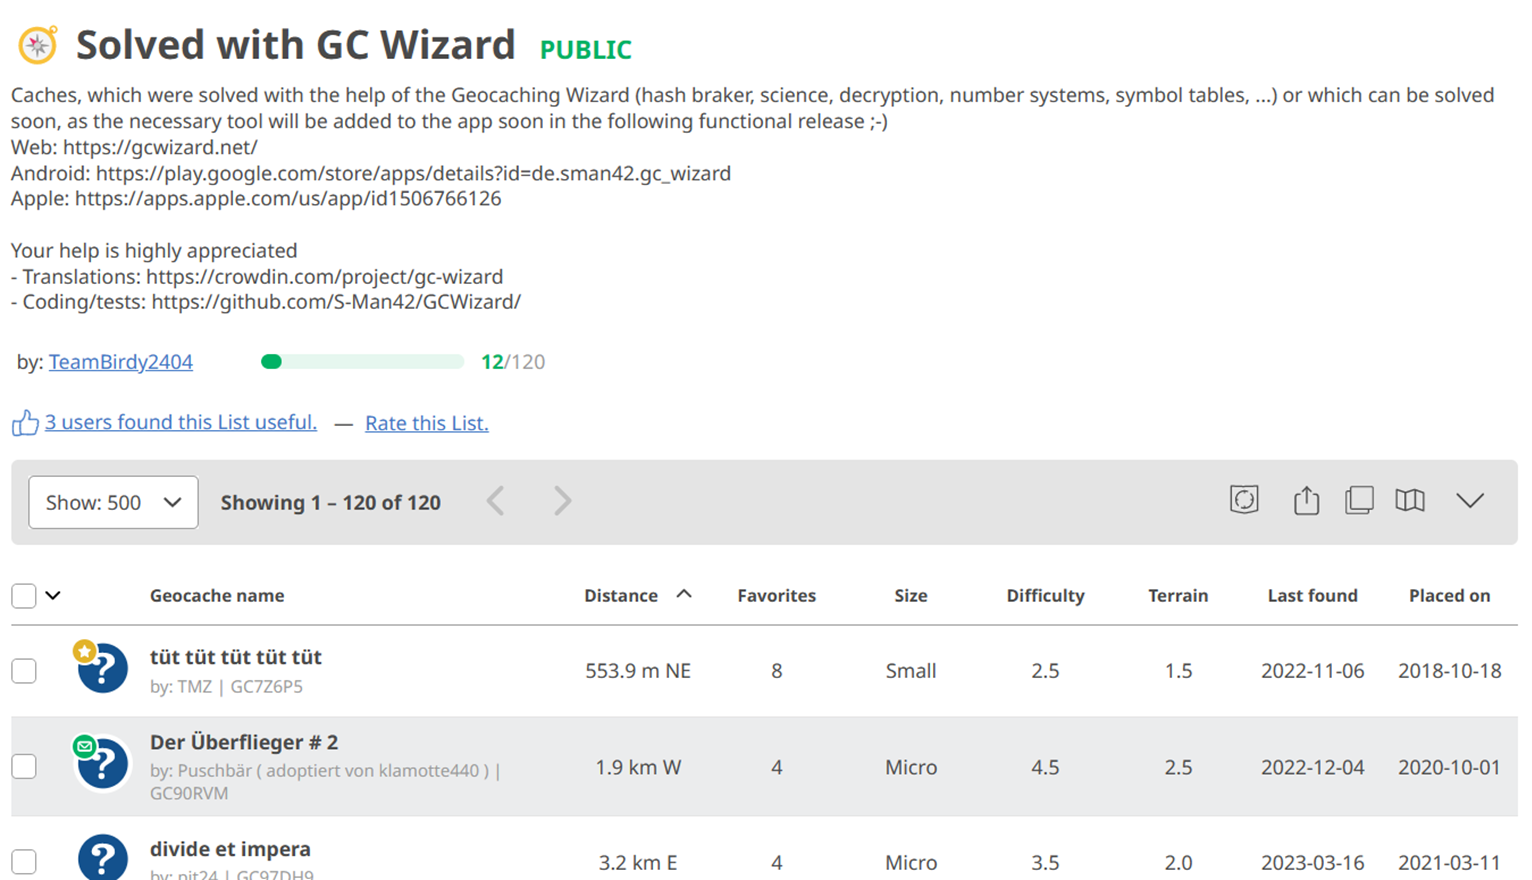 Solved with GC Wizard PUBLIC
Caches, which were solved with the help of the Geocaching Wizard (hash braker, science, decryption, number systems, symbol tables, ...) or which can be solved
soon, as the necessary tool will be added to the app soon in the following functional release ;-)
Web: https://gcwizard.net/
Android: https://play.google.com/store/apps/details?id=de.sman42.gc_wizard
Apple: https://apps.apple.com/us/app/id1506766126
Your help is highly appreciated
- Translations: https://crowdin.com/project/gc-wizard
- Coding/tests: https://github.com/S-Man42/GCWizard/
by: TeamBirdy2404 12/120
3 users found this List useful. — Rate this List.
Show: 500 Showing 1 – 120 of 120
Geocache name Distance Favorites Size Difficulty Terrain Last found Placed on
tüt tüt tüt tüt tüt
by: TMZ | GC7Z6P5
553.9 m NE 8 Small 2.5 1.5 2022-11-06 2018-10-18
Der Überflieger # 2
by: Puschbär ( adoptiert von klamotte440 ) |
GC90RVM
1.9 km W 4 Micro 4.5 2.5 2022-12-04 2020-10-01
divide et impera
by: nit24 | GC97DH9
3.2 km E 4 Micro 3.5 2.0 2023-03-16 2021-03-11